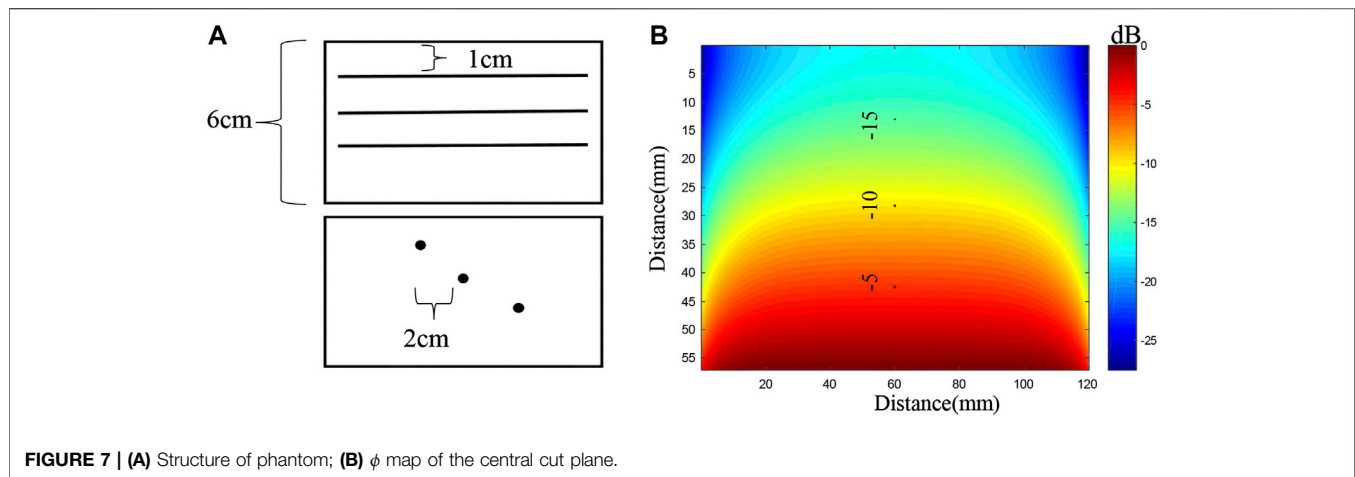 A
1cm
6cm
2cm
B
dB
0
-5
-10
-15
-20
-25
5
10
15
20
25
30
35
40
45
50
55
Distance(mm)
-15
-10
-5
20
40
60
80
100
120
Distance(mm)
FIGURE 7 | (A) Structure of phantom; (B) ϕ map of the central cut plane.